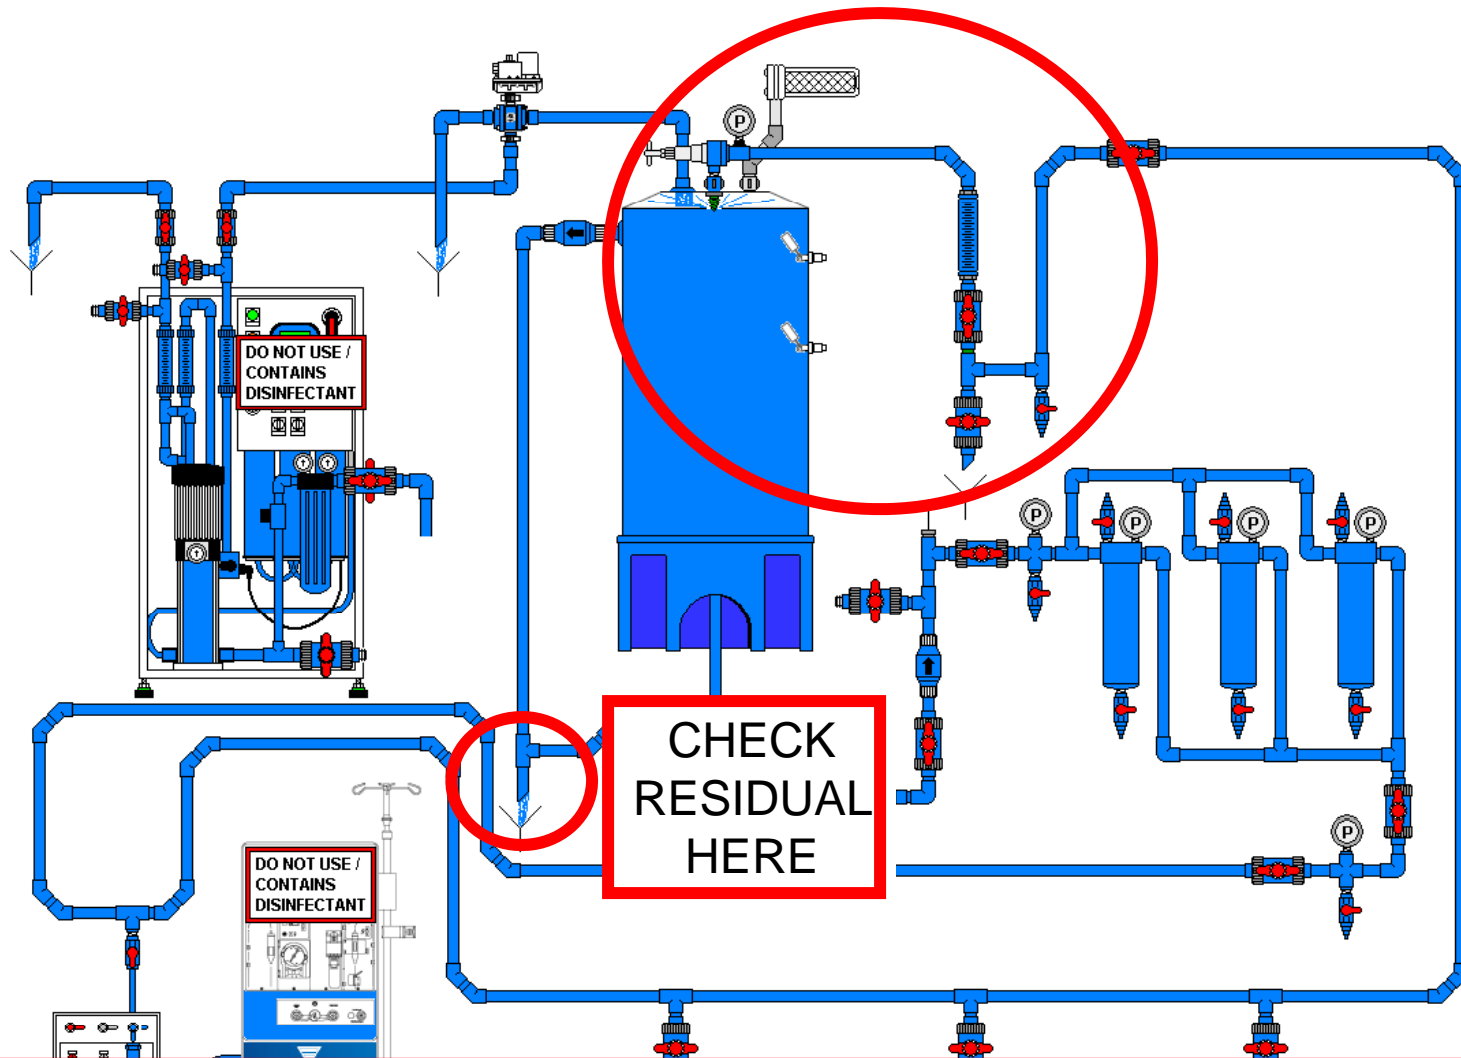 P
DO NOT USE /
CONTAINS
DISINFECTANT
P
P
P
P
CHECK
RESIDUAL
HERE
P
DO NOT USE /
CONTAINS
DISINFECTANT